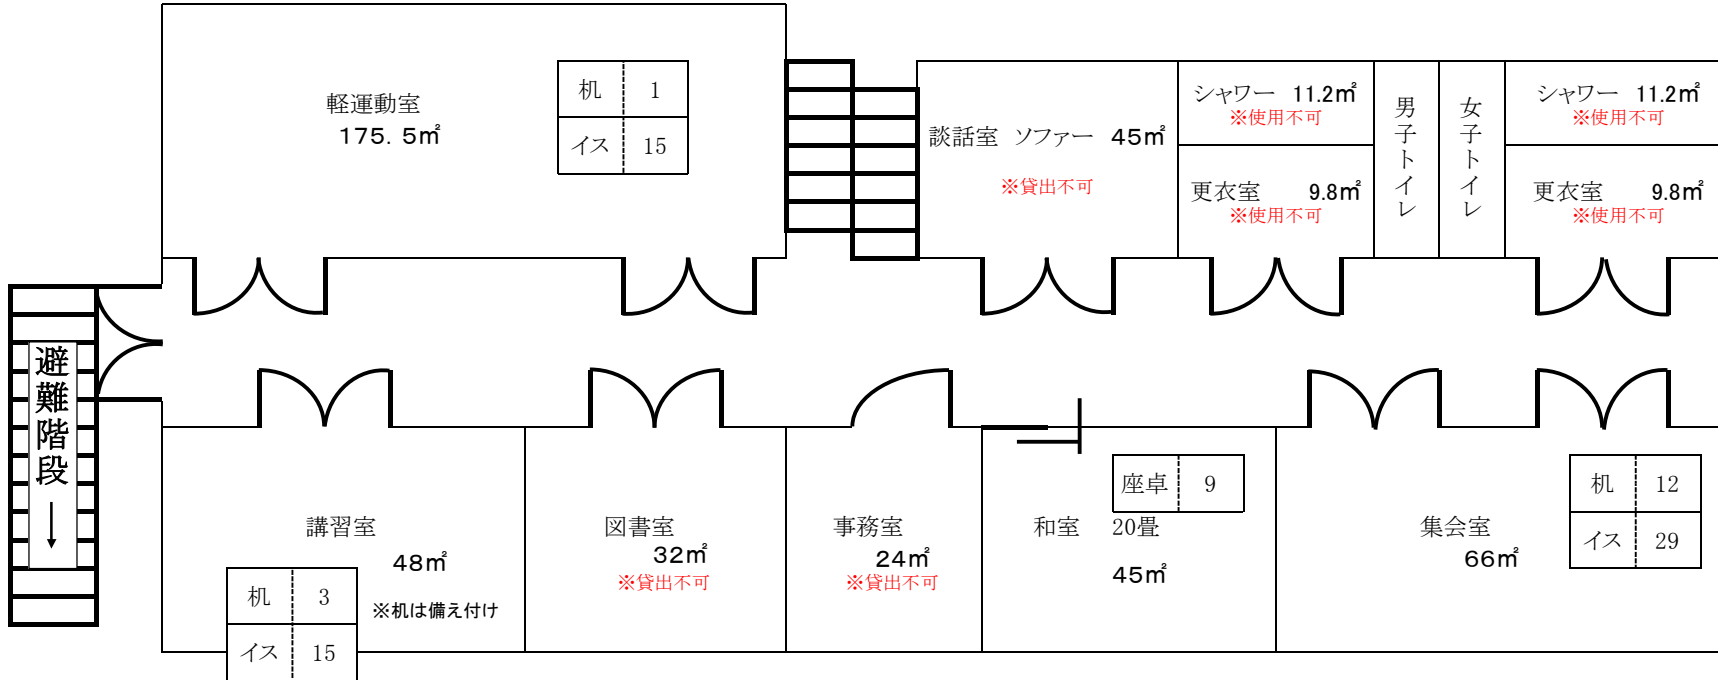 軽運動室
175. 5㎡
机 1
イス 15
談話室 ソファー 45㎡
※貸出不可
シャワー 11.2㎡
※使用不可
更衣室 9.8㎡
※使用不可
男子トイレ
女子トイレ
シャワー 11.2㎡
※使用不可
更衣室 9.8㎡
※使用不可
避難階段
↓
講習室
48㎡
※机は備え付け
机 3
イス 15
図書室
32㎡
※貸出不可
事務室
24㎡
※貸出不可
座卓 9
和室 20畳
45㎡
集会室
66㎡
机 12
イス 29